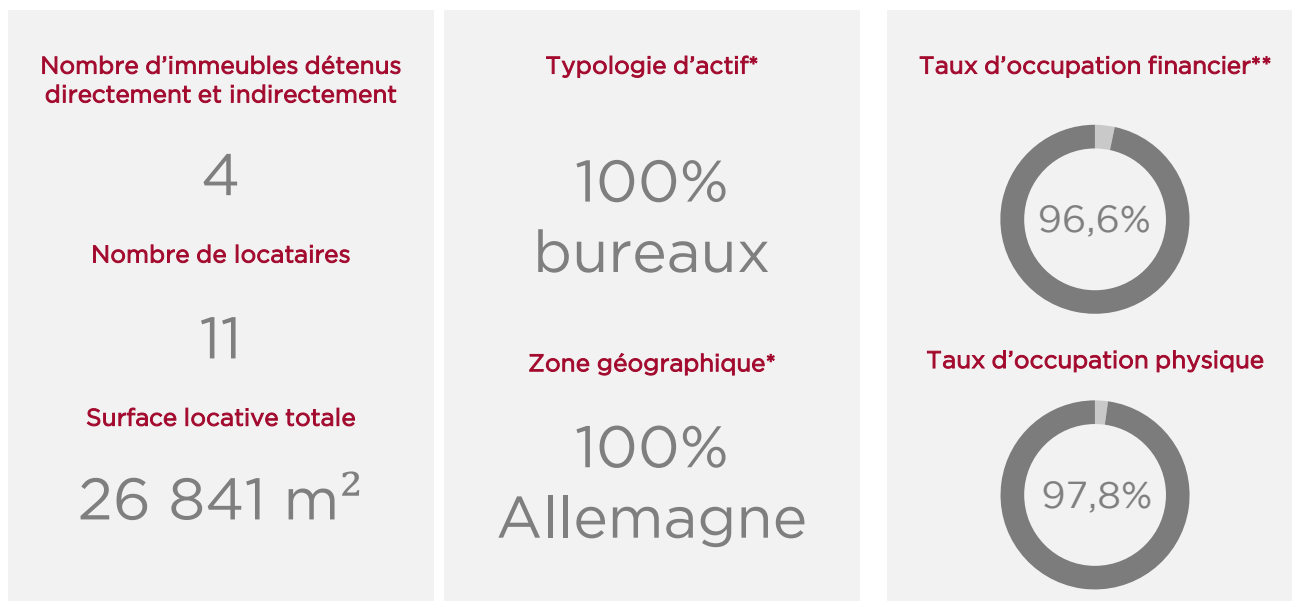 Nombre d’immeubles détenus
directement et indirectement
4
Nombre de locataires
11
Surface locative totale
26 841 m²
Typologie d’actif*
100%
bureaux
Zone géographique*
100%
Allemagne
Taux d’occupation financier**
96,6%
Taux d’occupation physique
97,8%